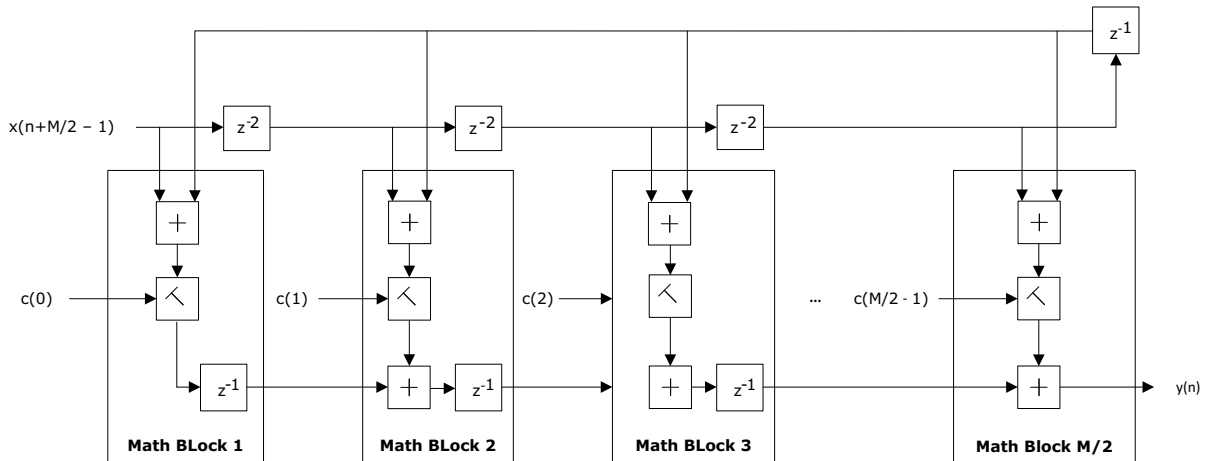 z⁻¹
x(n+M/2 – 1)
z⁻²
z⁻²
z⁻²
+
+
+
+
c(0)
c(1)
c(2)
...
c(M/2 - 1)
z⁻¹
+
z⁻¹
+
z⁻¹
+
y(n)
Math BLock 1
Math BLock 2
Math BLock 3
Math Block M/2